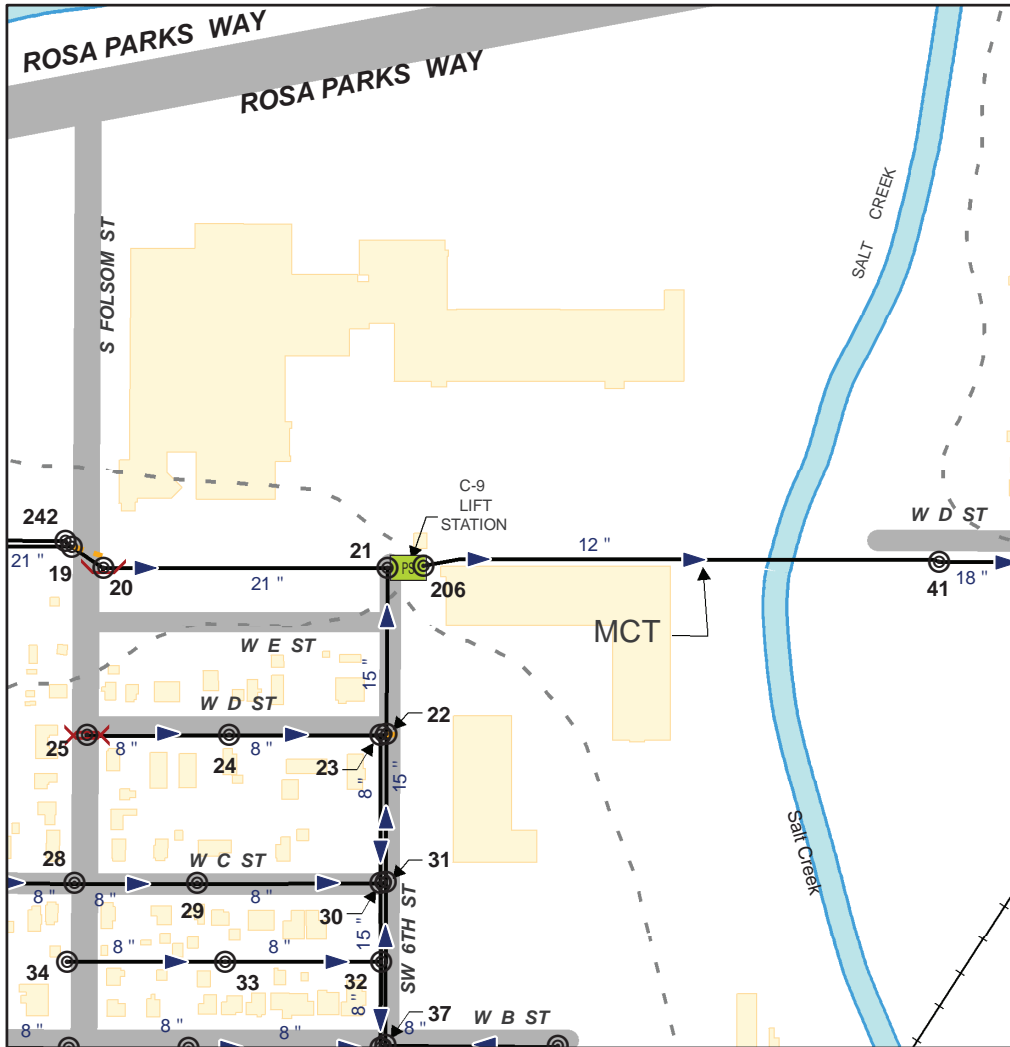 ROSA PARKS WAY
ROSA PARKS WAY
S FOLSOM ST
SALT CREEK
C-9
LIFT
STATION
W D ST
242
21 "
19
20
21 "
21
PS
206
12 "
41
18 "
MCT
W E ST
15 "
W D ST
22
25
8 "
24
8 "
23
8 "
15 "
Salt Creek
28
W C ST
31
8 "
8 "
29
8 "
30
15 "
SW 6TH ST
34
8 "
33
8 "
32
8 "
37
8 "
8 "
8 "
8 "
W B ST